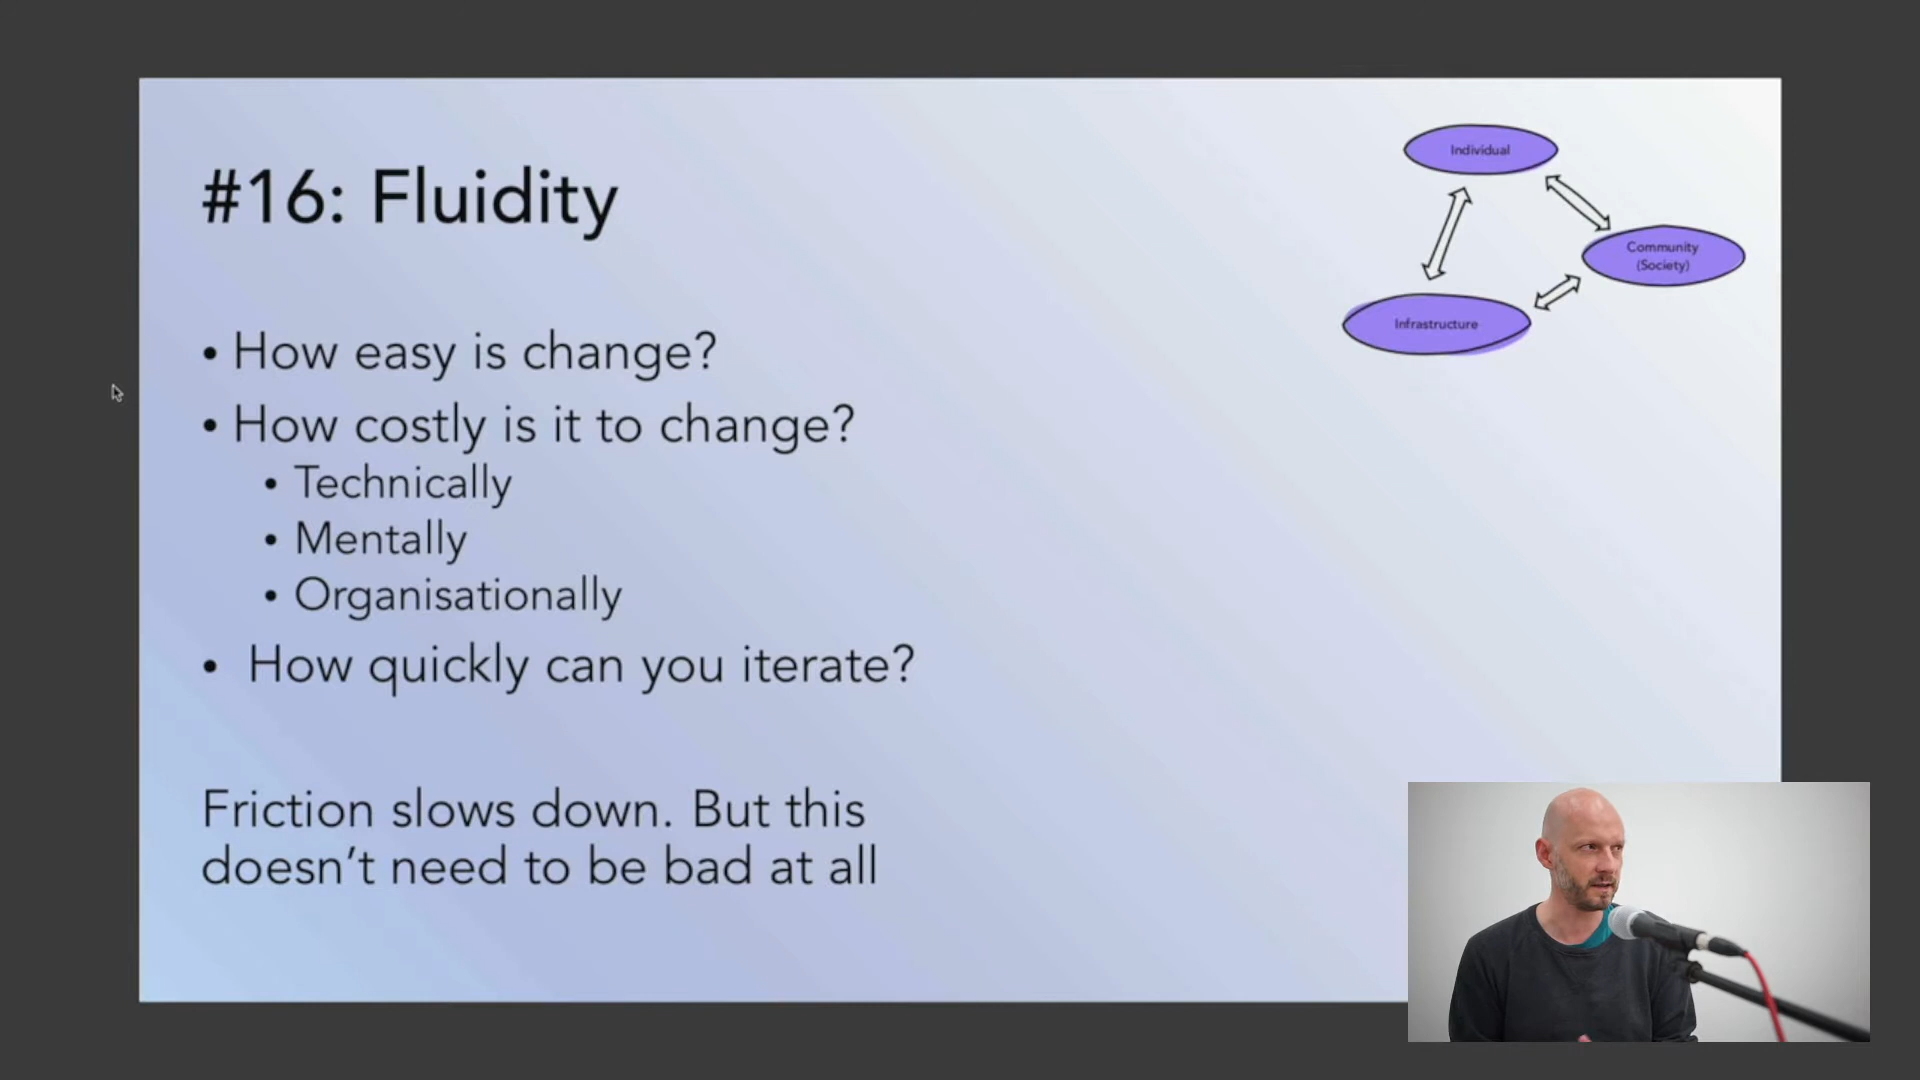 #16: Fluidity
Individual
Community
(Society)
Infrastructure
• How easy is change?
• How costly is it to change?
• Technically
• Mentally
• Organisationally
• How quickly can you iterate?
Friction slows down. But this
doesn’t need to be bad at all